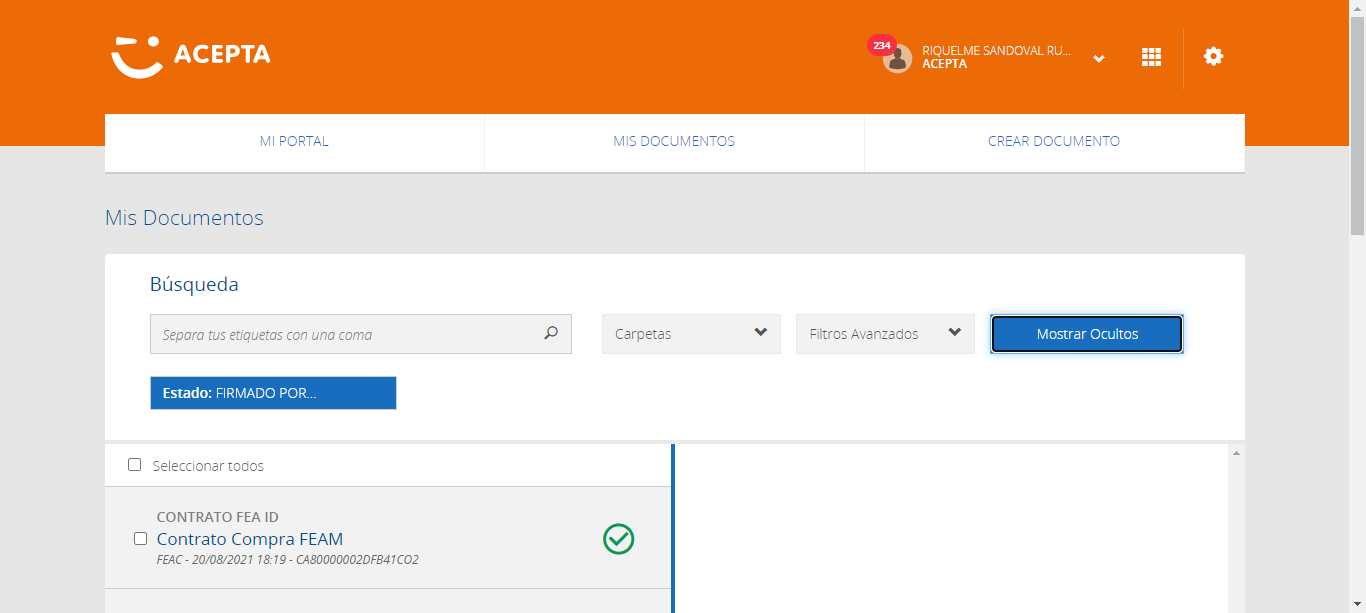 ACEPTA
234
RIQUELME SANDOVAL RU...
ACEPTA
MI PORTAL
MIS DOCUMENTOS
CREAR DOCUMENTO
Mis Documentos
Búsqueda
Separa tus etiquetas con una coma
Carpetas
Filtros Avanzados
Mostrar Ocultos
Estado: FIRMADO POR...
Seleccionar todos
CONTRATO FEA ID
Contrato Compra FEAM
FEAC - 20/08/2021 18:19 - CA80000002DFB41CO2